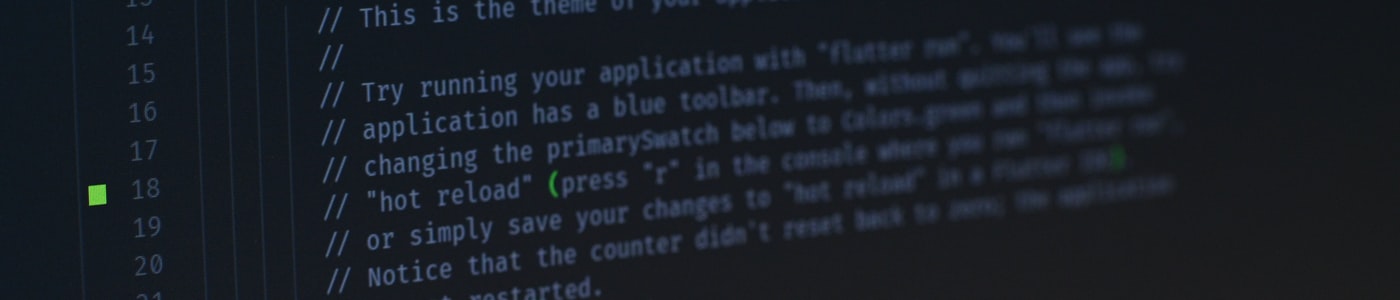 13 // This is the theme of your
14 //
15 // Try running your application with "flutter run". You'll see the
16 // application has a blue toolbar. Then, without quitting the app, try
17 // changing the primarySwatch below to Colors.green and then invoke
18 // "hot reload" (press "r" in the console where you run "flutter run",
19 // or simply save your changes to "hot reload" in a Flutter IDE)
20 // Notice that the counter didn't reset back to zero; the application
21 restarted.